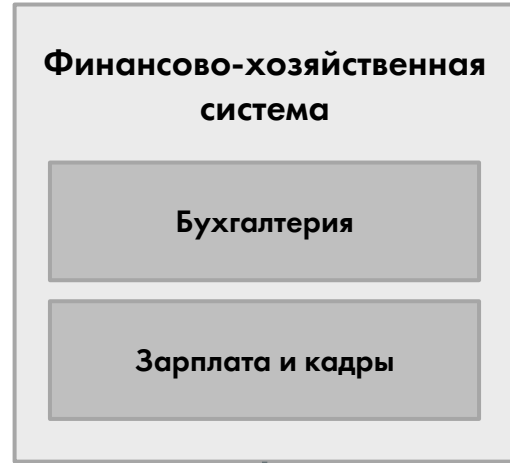 Финансово-хозяйственная
система
Бухгалтерия
Зарплата и кадры